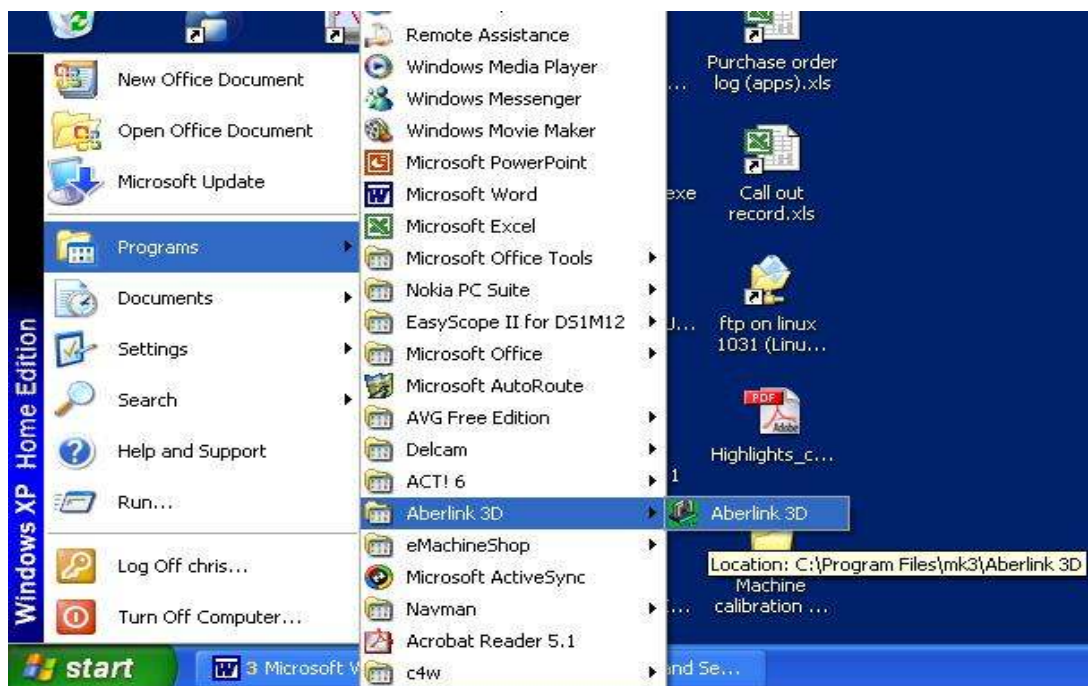 New Office Document
Open Office Document
Microsoft Update
Programs
Documents
Settings
Search
Help and Support
Run...
Log Off chris...
Turn Off Computer...
Windows XP Home Edition
start
3 Microsoft W
Remote Assistance
Windows Media Player
Windows Messenger
Windows Movie Maker
Microsoft PowerPoint
Microsoft Word
Microsoft Excel
Microsoft Office Tools
Nokia PC Suite
EasyScope II for DS1M12
Microsoft Office
Microsoft AutoRoute
AVG Free Edition
Delcam
ACT! 6
Aberlink 3D
eMachineShop
Microsoft ActiveSync
Navman
Acrobat Reader 5.1
c4w
Aberlink 3D
Location: C:\Program Files\mk3\Aberlink 3D
Purchase order
log (apps).xls
Call out
record.xls
ftp on linux
1031 (Linu...
PDF
Adobe
Highlights_c...
Machine
calibration ...
exe
1
and Se...